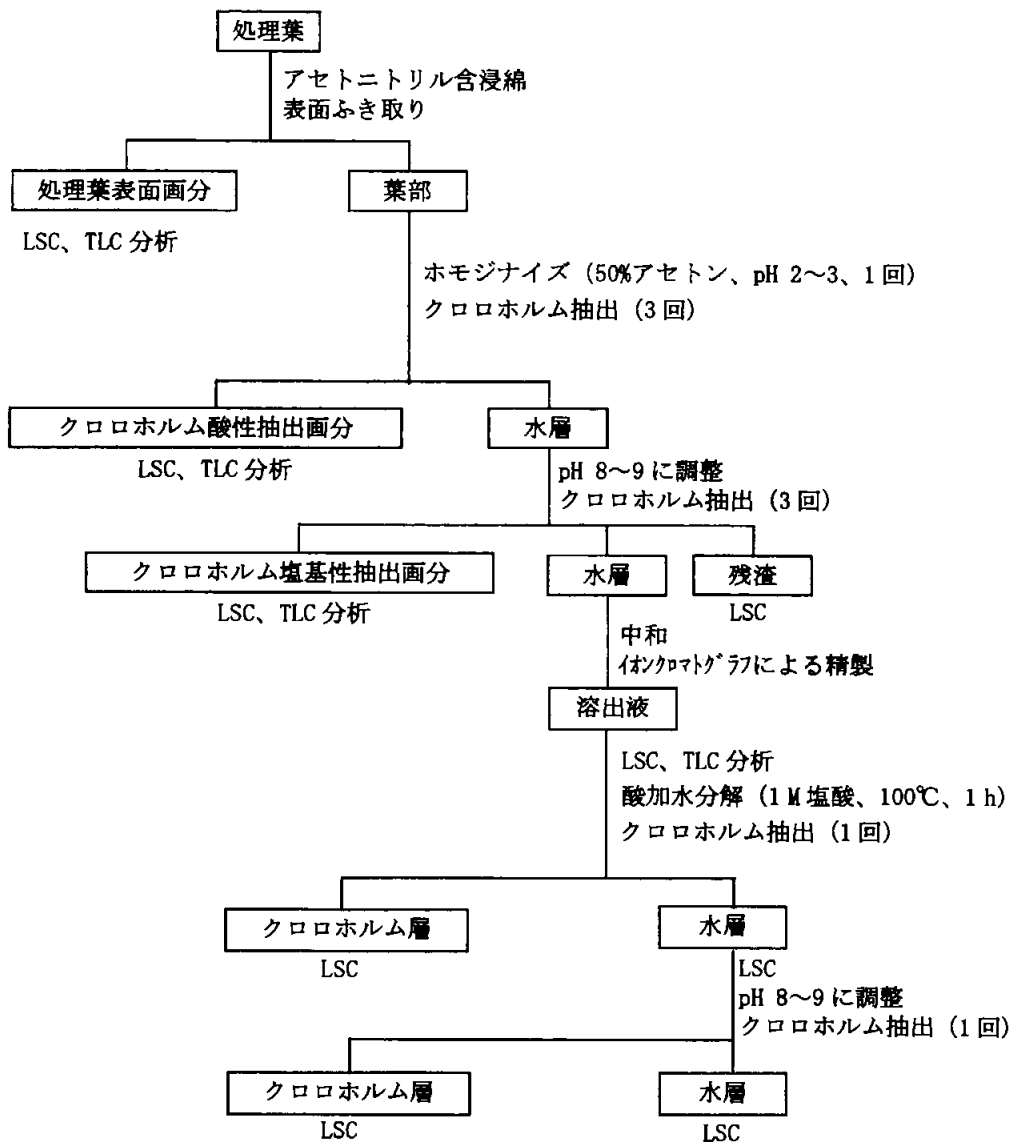 処理葉
アセトニトリル含浸綿
表面ふき取り
処理葉表面画分
葉部
LSC、TLC 分析
ホモジナイズ (50%アセトン、pH 2～3、1 回)
クロロホルム抽出 (3 回)
クロロホルム酸性抽出画分
水層
LSC、TLC 分析
pH 8～9 に調整
クロロホルム抽出 (3 回)
クロロホルム塩基性抽出画分
水層
残渣
LSC、TLC 分析
LSC
中和
ｲｵﾝｸﾛﾏﾄｸﾞﾗﾌによる精製
溶出液
LSC、TLC 分析
酸加水分解 (1 M 塩酸、100℃、1 h)
クロロホルム抽出 (1 回)
クロロホルム層
水層
LSC
LSC
pH 8～9 に調整
クロロホルム抽出 (1 回)
クロロホルム層
水層
LSC
LSC